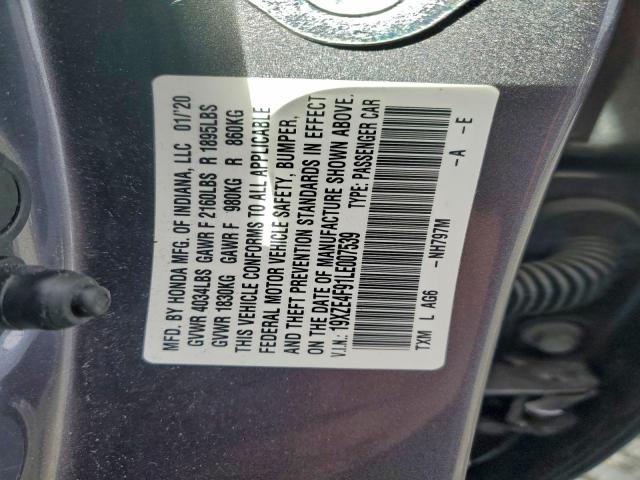 MFD. BY HONDA MFG. OF INDIANA, LLC 01/'20
GVWR 4034LBS GAWR F 2160LBS R 1895LBS
GVWR 1830KG GAWR F 980KG R 860KG
THIS VEHICLE CONFORMS TO ALL APPLICABLE
FEDERAL MOTOR VEHICLE SAFETY, BUMPER,
AND THEFT PREVENTION STANDARDS IN EFFECT
ON THE DATE OF MANUFACTURE SHOWN ABOVE.
V.I.N.: 19XZE4F91LE007539 TYPE: PASSENGER CAR
TXM L AG6 -NH797M -A -E